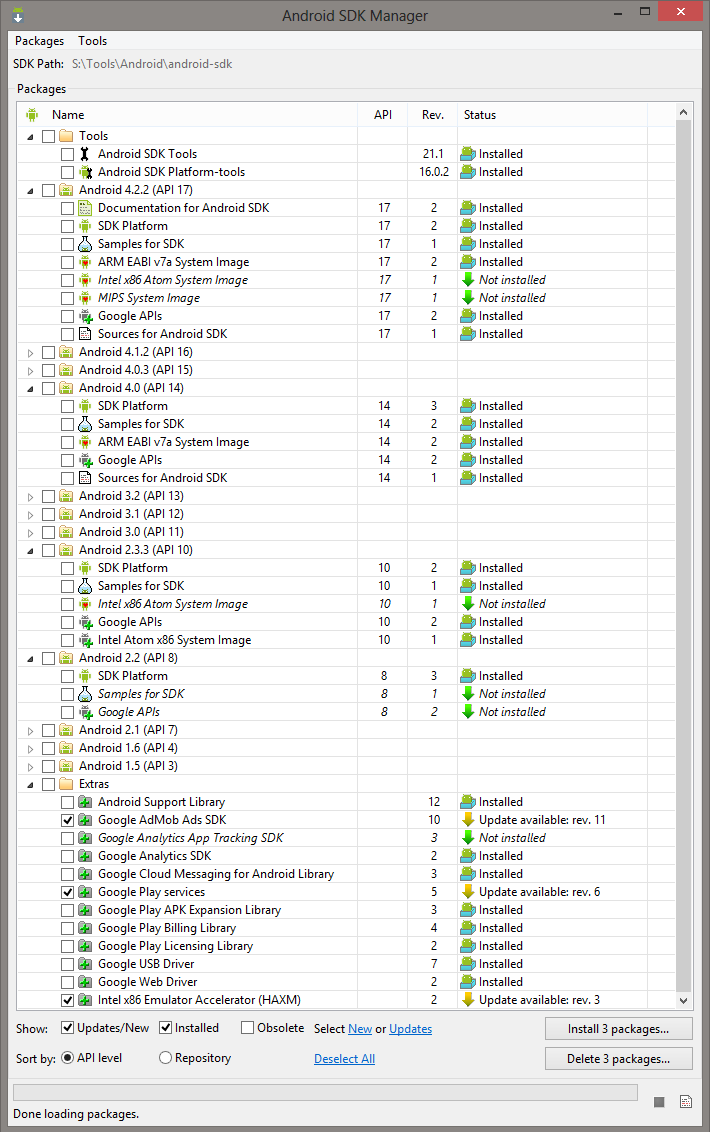 Android SDK Manager
Packages Tools
SDK Path: S:\Tools\Android\android-sdk
Packages
Name API Rev. Status
Tools
Android SDK Tools 21.1 Installed
Android SDK Platform-tools 16.0.2 Installed
Android 4.2.2 (API 17)
Documentation for Android SDK 17 2 Installed
SDK Platform 17 2 Installed
Samples for SDK 17 1 Installed
ARM EABI v7a System Image 17 2 Installed
Intel x86 Atom System Image 17 1 Not installed
MIPS System Image 17 1 Not installed
Google APIs 17 2 Installed
Sources for Android SDK 17 1 Installed
Android 4.1.2 (API 16)
Android 4.0.3 (API 15)
Android 4.0 (API 14)
SDK Platform 14 3 Installed
Samples for SDK 14 2 Installed
ARM EABI v7a System Image 14 2 Installed
Google APIs 14 2 Installed
Sources for Android SDK 14 1 Installed
Android 3.2 (API 13)
Android 3.1 (API 12)
Android 3.0 (API 11)
Android 2.3.3 (API 10)
SDK Platform 10 2 Installed
Samples for SDK 10 1 Installed
Intel x86 Atom System Image 10 1 Not installed
Google APIs 10 2 Installed
Intel Atom x86 System Image 10 1 Installed
Android 2.2 (API 8)
SDK Platform 8 3 Installed
Samples for SDK 8 1 Not installed
Google APIs 8 2 Not installed
Android 2.1 (API 7)
Android 1.6 (API 4)
Android 1.5 (API 3)
Extras
Android Support Library 12 Installed
Google AdMob Ads SDK 10 Update available: rev. 11
Google Analytics App Tracking SDK 3 Not installed
Google Analytics SDK 2 Installed
Google Cloud Messaging for Android Library 3 Installed
Google Play services 5 Update available: rev. 6
Google Play APK Expansion Library 3 Installed
Google Play Billing Library 4 Installed
Google Play Licensing Library 2 Installed
Google USB Driver 7 Installed
Google Web Driver 2 Installed
Intel x86 Emulator Accelerator (HAXM) 2 Update available: rev. 3
Show: Updates/New Installed Obsolete Select New or Updates Install 3 packages...
Sort by: API level Repository Deselect All Delete 3 packages...
Done loading packages.